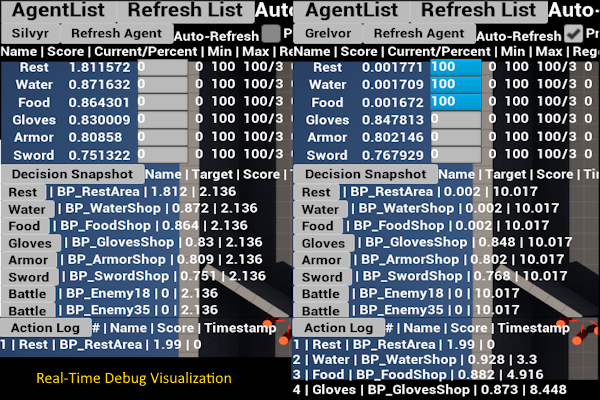 AgentList Refresh List Auto
Silvyr Refresh Agent Auto-Refresh
Name | Score | Current/Percent | Min | Max | Reg
Rest 1.811572 0 0 100 100/3
Water 0.871632 0 0 100 100/3
Food 0.864301 0 0 100 100/3
Gloves 0.830009 0 0 100 100/3
Armor 0.80858 0 0 100 100/3
Sword 0.751322 0 0 100 100/3
Decision Snapshot Name | Target | Score | T
Rest | BP_RestArea | 1.812 | 2.136
Water | BP_WaterShop | 0.872 | 2.136
Food | BP_FoodShop | 0.864 | 2.136
Gloves | BP_GlovesShop | 0.83 | 2.136
Armor | BP_ArmorShop | 0.809 | 2.136
Sword | BP_SwordShop | 0.751 | 2.136
Battle | BP_Enemy18 | 0 | 2.136
Battle | BP_Enemy35 | 0 | 2.136
Action Log # | Name | Score | Timestamp
1 | Rest | BP_RestArea | 1.99 | 0
Real-Time Debug Visualization
AgentList Refresh List Auto-
Grelvor Refresh Agent Auto-Refresh Pr
Name | Score | Current/Percent | Min | Max | Reg
Rest 0.001771 100 0 100 100/3 0
Water 0.001709 100 0 100 100/3 0
Food 0.001672 100 0 100 100/3 0
Gloves 0.847813 0 0 100 100/3 0
Armor 0.802146 0 0 100 100/3 0
Sword 0.767929 0 0 100 100/3 0
Decision Snapshot Name | Target | Score | Ti
Rest | BP_RestArea | 0.002 | 10.017
Water | BP_WaterShop | 0.002 | 10.017
Food | BP_FoodShop | 0.002 | 10.017
Gloves | BP_GlovesShop | 0.848 | 10.017
Armor | BP_ArmorShop | 0.802 | 10.017
Sword | BP_SwordShop | 0.768 | 10.017
Battle | BP_Enemy18 | 0 | 10.017
Battle | BP_Enemy35 | 0 | 10.017
Action Log # | Name | Score | Timestamp
1 | Rest | BP_RestArea | 1.99 | 0
2 | Water | BP_WaterShop | 0.928 | 3.3
3 | Food | BP_FoodShop | 0.882 | 4.916
4 | Gloves | BP_GlovesShop | 0.873 | 8.448